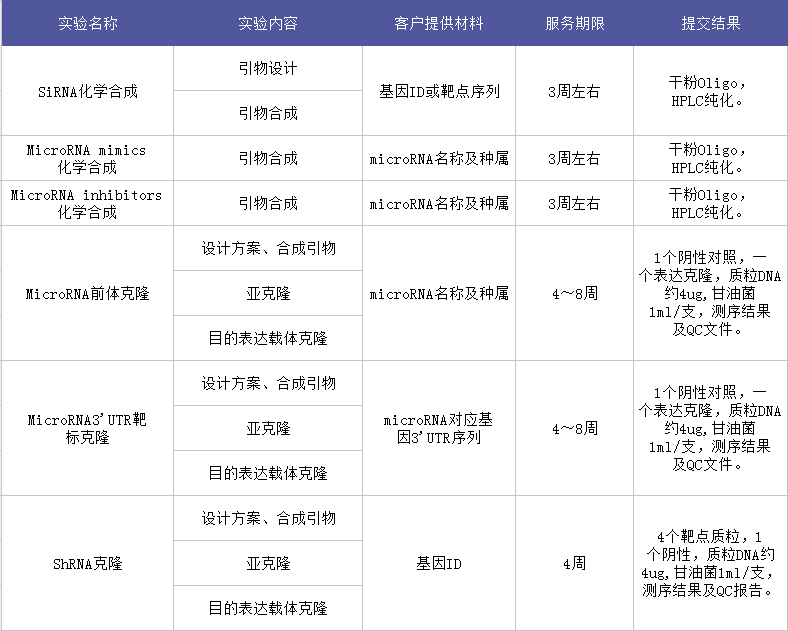 实验名称
实验内容
客户提供材料
服务期限
提交结果
SiRNA化学合成
引物设计
引物合成
基因ID或靶点序列
3周左右
干粉Oligo，
HPLC纯化。
MicroRNA mimics
化学合成
引物合成
microRNA名称及种属
3周左右
干粉Oligo，
HPLC纯化。
MicroRNA inhibitors
化学合成
引物合成
microRNA名称及种属
3周左右
干粉Oligo，
HPLC纯化。
MicroRNA前体克隆
设计方案、合成引物
亚克隆
目的表达载体克隆
microRNA名称及种属
4～8周
1个阴性对照，一
个表达克隆，质粒DNA
约4ug,甘油菌
1ml/支，测序结果
及QC文件。
MicroRNA3'UTR靶
标克隆
设计方案、合成引物
亚克隆
目的表达载体克隆
microRNA对应基
因3'UTR序列
4～8周
1个阴性对照，一
个表达克隆，质粒DNA
约4ug,甘油菌
1ml/支，测序结果
及QC文件。
ShRNA克隆
设计方案、合成引物
亚克隆
目的表达载体克隆
基因ID
4周
4个靶点质粒，1
个阴性，质粒DNA约
4ug,甘油菌1ml/支，
测序结果及QC报告。